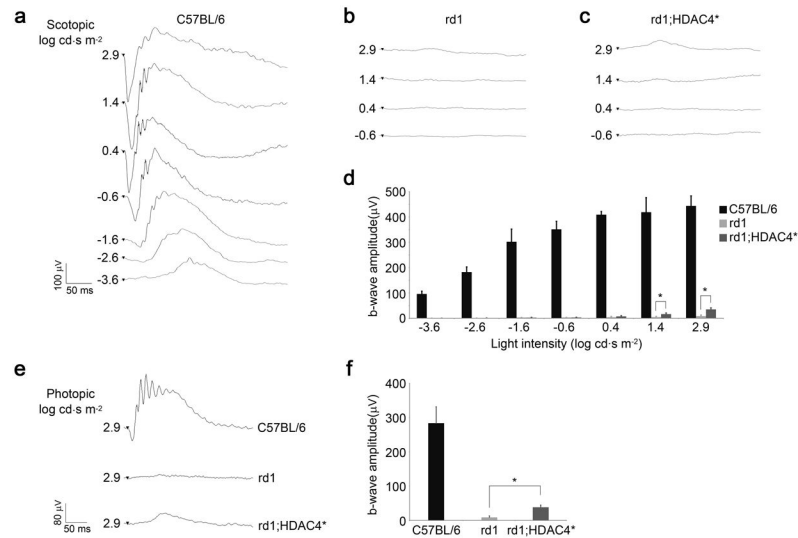 a
C57BL/6
Scotopic
log cd·s m-2
2.9
1.4
0.4
-0.6
-1.6
-2.6
-3.6
100 μV
50 ms
b
rd1
2.9
1.4
0.4
-0.6
c
rd1;HDAC4*
2.9
1.4
0.4
-0.6
d
b-wave amplitude(μV)
500
400
300
200
100
0
-3.6 -2.6 -1.6 -0.6 0.4 1.4 2.9
Light intensity (log cd·s m-2)
* *
C57BL/6
rd1
rd1;HDAC4*
e
Photopic
log cd·s m-2
2.9 C57BL/6
2.9 rd1
2.9 rd1;HDAC4*
80 μV
50 ms
f
b-wave amplitude(μV)
400
300
200
100
0
*
C57BL/6 rd1 rd1;HDAC4*